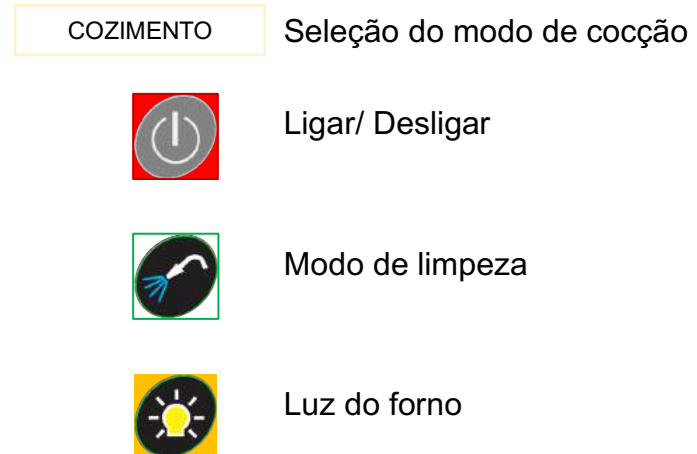 COZIMENTO Seleção do modo de cocção
Ligar/ Desligar
Modo de limpeza
Luz do forno